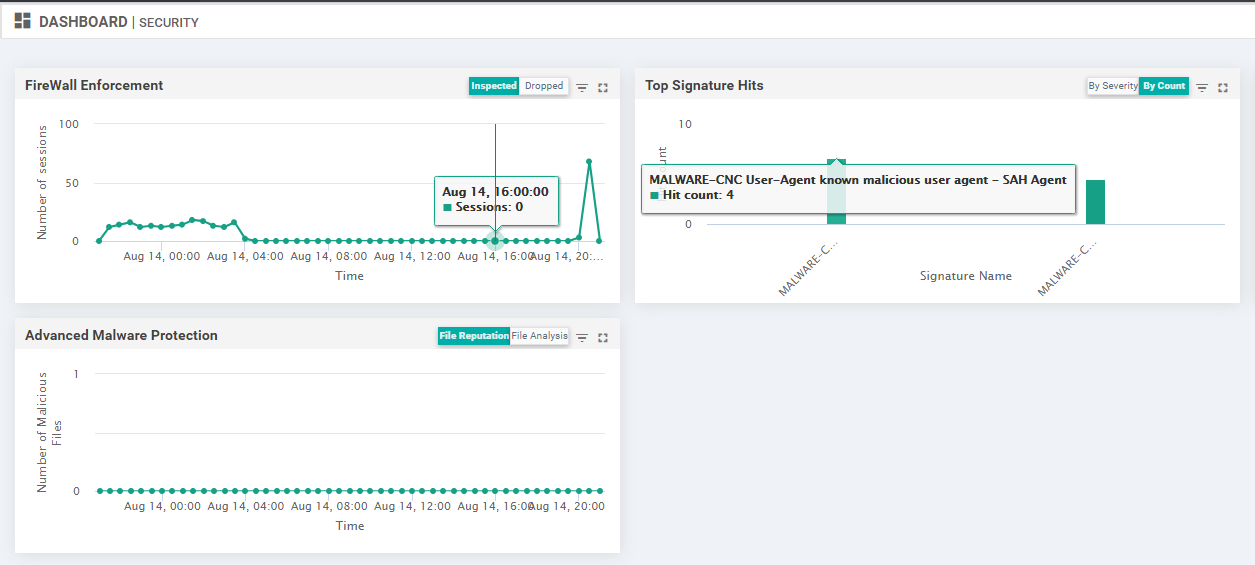 DASHBOARD | SECURITY
FireWall Enforcement
Inspected
Dropped
Number of sessions
100
50
0
Aug 14, 16:00:00
Sessions: 0
Aug 14, 00:00
Aug 14, 04:00
Aug 14, 08:00
Aug 14, 12:00
Aug 14, 16:00
Aug 14, 20:...
Time
Top Signature Hits
By Severity
By Count
10
0
MALWARE-CNC User-Agent known malicious user agent - SAH Agent
Hit count: 4
MALWARE-C...
MALWARE-C...
Signature Name
Advanced Malware Protection
File Reputation
File Analysis
Number of Malicious
Files
1
0
Aug 14, 00:00
Aug 14, 04:00
Aug 14, 08:00
Aug 14, 12:00
Aug 14, 16:00
Aug 14, 20:00
Time